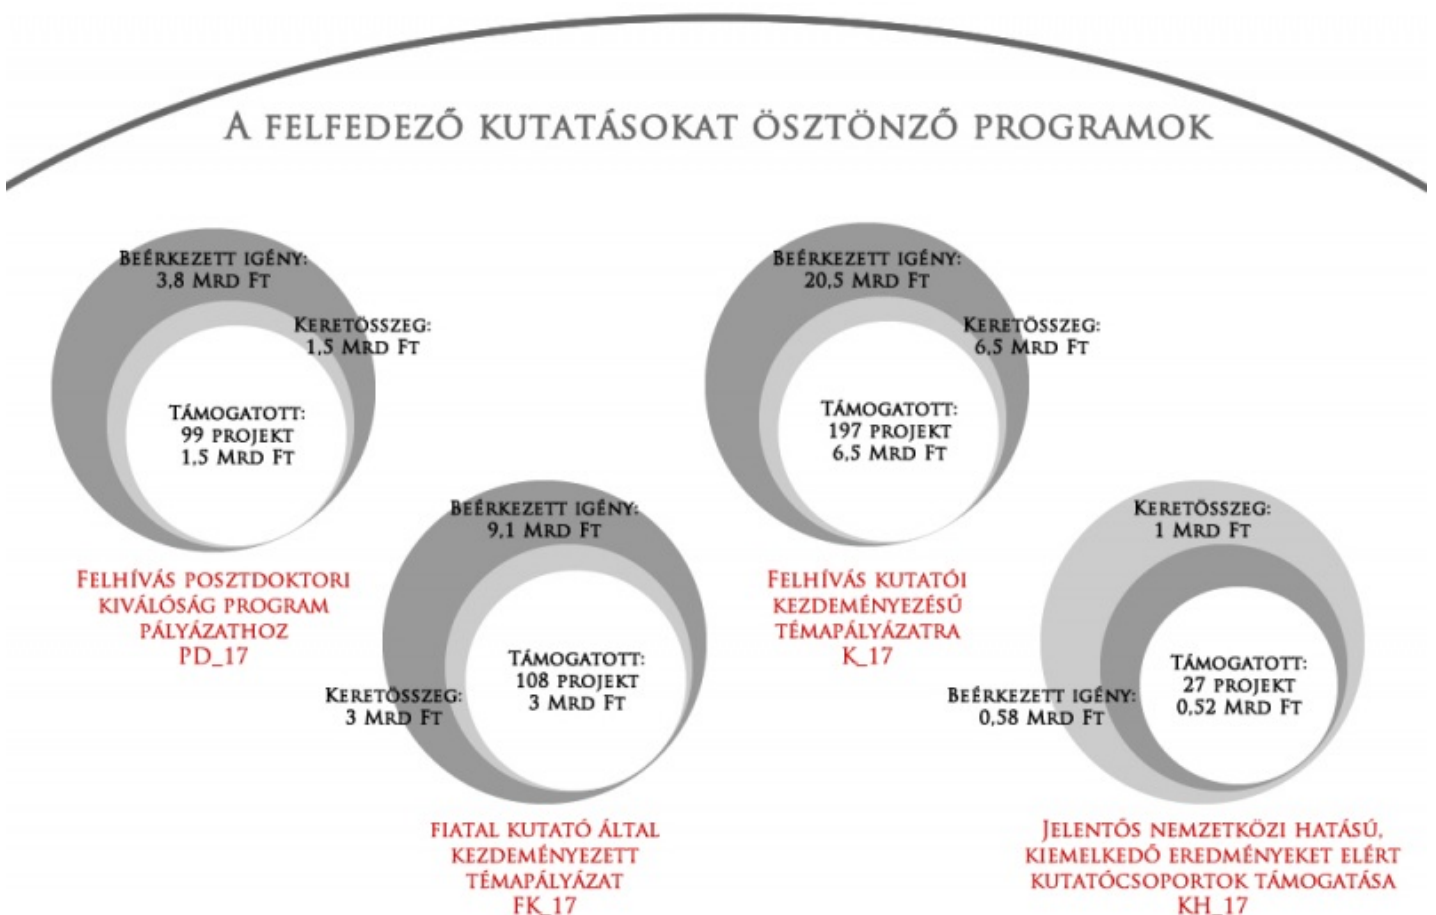 A FELFEDEZŐ KUTATÁSOKAT ÖSZTÖNZŐ PROGRAMOK
BEÉRKEZETT IGÉNY:
3,8 MRD FT
KERETÖSSZEG:
1,5 MRD FT
TÁMOGATOTT:
99 PROJEKT
1,5 MRD FT
FELHÍVÁS POSZTDOKTORI
KIVÁLÓSÁG PROGRAM
PÁLYÁZATHOZ
PD_17
BEÉRKEZETT IGÉNY:
9,1 MRD FT
KERETÖSSZEG:
3 MRD FT
TÁMOGATOTT:
108 PROJEKT
3 MRD FT
FIATAL KUTATÓ ÁLTAL
KEZDEMÉNYEZETT
TÉMAPÁLYÁZAT
FK_17
BEÉRKEZETT IGÉNY:
20,5 MRD FT
KERETÖSSZEG:
6,5 MRD FT
TÁMOGATOTT:
197 PROJEKT
6,5 MRD FT
FELHÍVÁS KUTATÓI
KEZDEMÉNYEZÉSŰ
TÉMAPÁLYÁZATRA
K_17
KERETÖSSZEG:
1 MRD FT
BEÉRKEZETT IGÉNY:
0,58 MRD FT
TÁMOGATOTT:
27 PROJEKT
0,52 MRD FT
JELENTŐS NEMZETKÖZI HATÁSÚ,
KIEMELKEDŐ EREDMÉNYEKET ELÉRT
KUTATÓCSOPORTOK TÁMOGATÁSA
KH_17